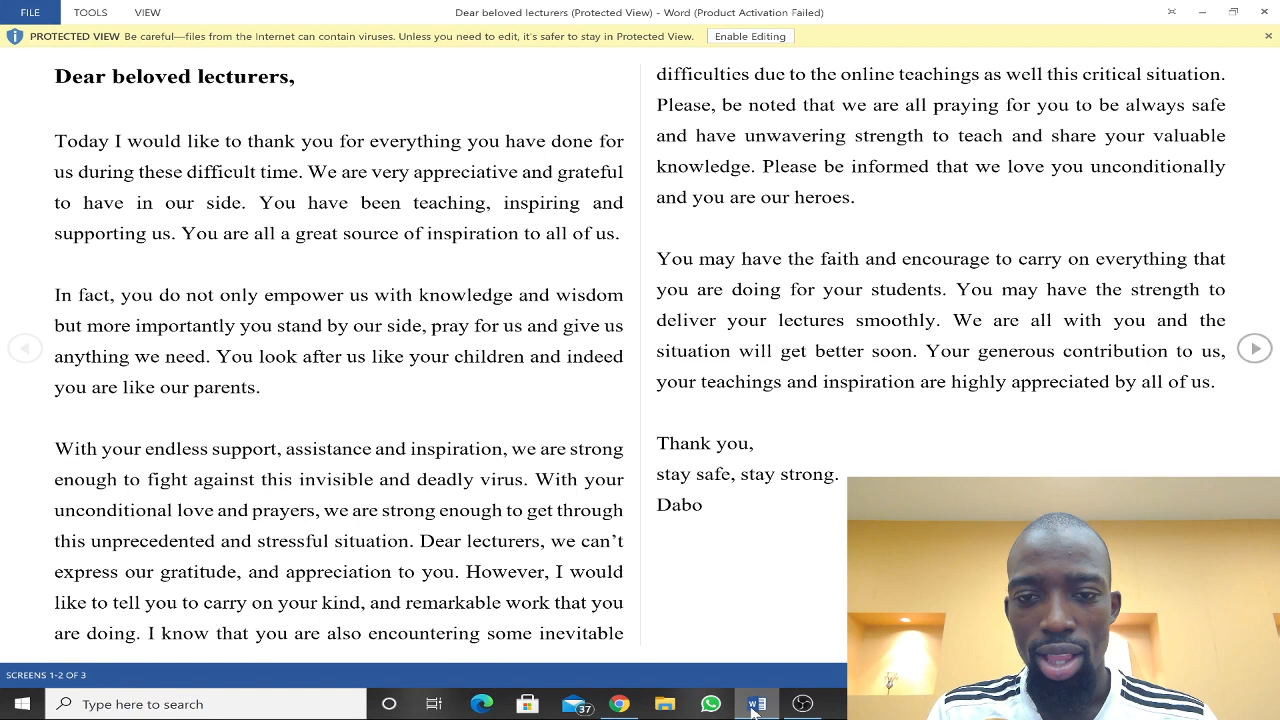 FILE TOOLS VIEW Dear beloved lecturers (Protected View) - Word (Product Activation Failed)
PROTECTED VIEW Be careful—files from the Internet can contain viruses. Unless you need to edit, it's safer to stay in Protected View. Enable Editing
Dear beloved lecturers,
Today I would like to thank you for everything you have done for
us during these difficult time. We are very appreciative and grateful
to have in our side. You have been teaching, inspiring and
supporting us. You are all a great source of inspiration to all of us.
In fact, you do not only empower us with knowledge and wisdom
but more importantly you stand by our side, pray for us and give us
anything we need. You look after us like your children and indeed
you are like our parents.
With your endless support, assistance and inspiration, we are strong
enough to fight against this invisible and deadly virus. With your
unconditional love and prayers, we are strong enough to get through
this unprecedented and stressful situation. Dear lecturers, we can't
express our gratitude, and appreciation to you. However, I would
like to tell you to carry on your kind, and remarkable work that you
are doing. I know that you are also encountering some inevitable
difficulties due to the online teachings as well this critical situation.
Please, be noted that we are all praying for you to be always safe
and have unwavering strength to teach and share your valuable
knowledge. Please be informed that we love you unconditionally
and you are our heroes.
You may have the faith and encourage to carry on everything that
you are doing for your students. You may have the strength to
deliver your lectures smoothly. We are all with you and the
situation will get better soon. Your generous contribution to us,
your teachings and inspiration are highly appreciated by all of us.
Thank you,
stay safe, stay strong.
Dabo
SCREENS 1-2 OF 3
Type here to search
37